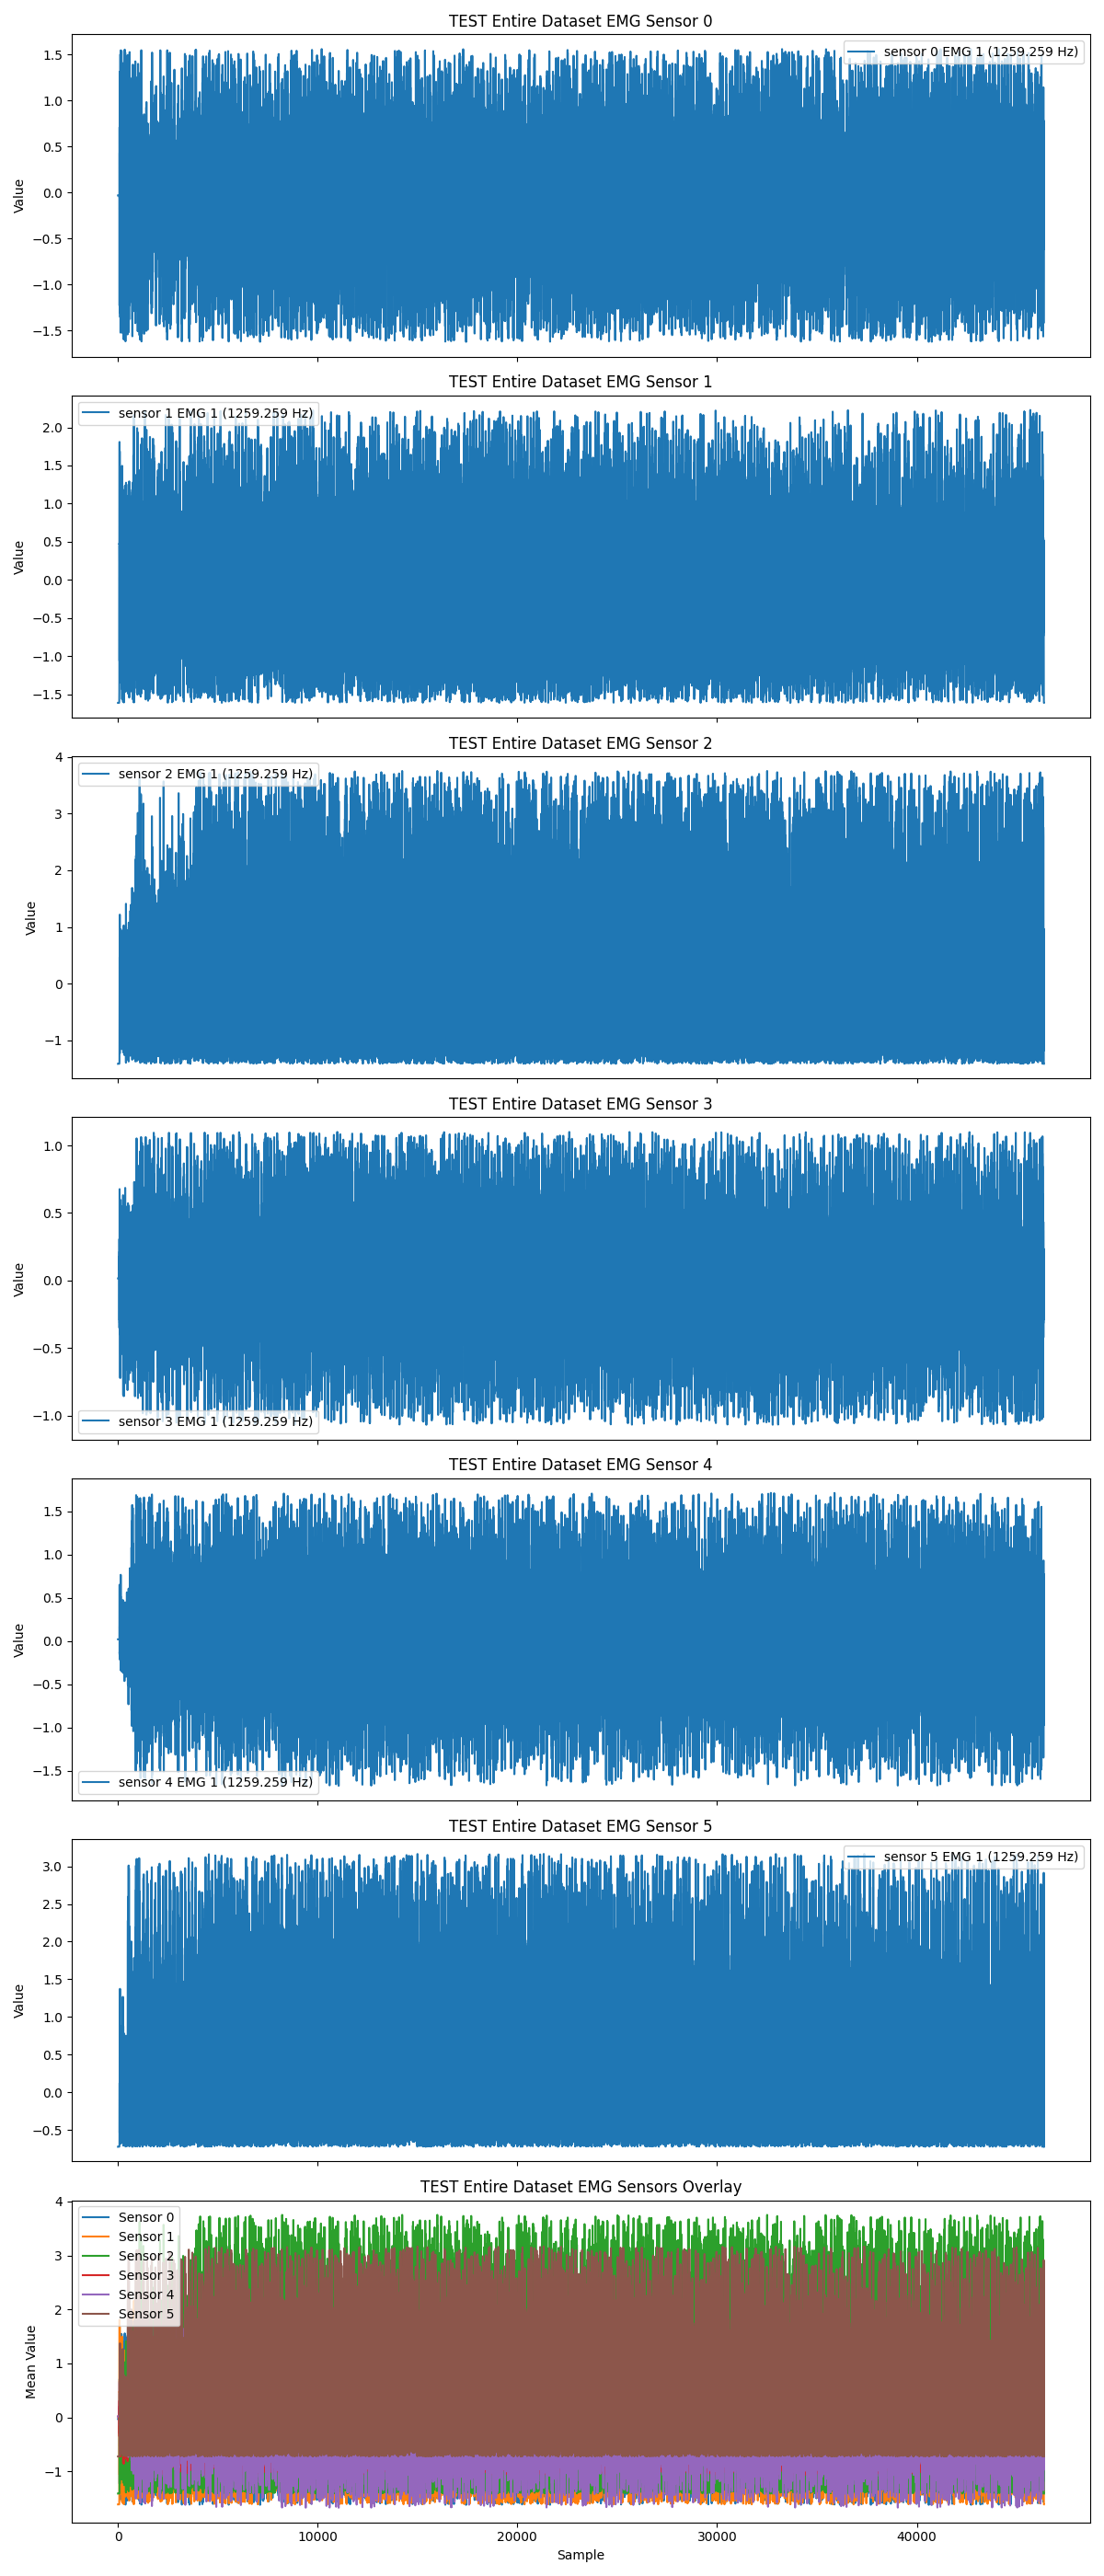 TEST Entire Dataset EMG Sensor 0
sensor 0 EMG 1 (1259.259 Hz)
1.5
1.0
0.5
0.0
−0.5
−1.0
−1.5
Value
TEST Entire Dataset EMG Sensor 1
sensor 1 EMG 1 (1259.259 Hz)
2.0
1.5
1.0
0.5
0.0
−0.5
−1.0
−1.5
Value
TEST Entire Dataset EMG Sensor 2
sensor 2 EMG 1 (1259.259 Hz)
4
3
2
1
0
−1
Value
TEST Entire Dataset EMG Sensor 3
1.0
0.5
0.0
−0.5
−1.0
Value
sensor 3 EMG 1 (1259.259 Hz)
TEST Entire Dataset EMG Sensor 4
1.5
1.0
0.5
0.0
−0.5
−1.0
−1.5
Value
sensor 4 EMG 1 (1259.259 Hz)
TEST Entire Dataset EMG Sensor 5
sensor 5 EMG 1 (1259.259 Hz)
3.0
2.5
2.0
1.5
1.0
0.5
0.0
−0.5
Value
TEST Entire Dataset EMG Sensors Overlay
Sensor 0
Sensor 1
Sensor 2
Sensor 3
Sensor 4
Sensor 5
4
3
2
1
0
−1
Mean Value
0 10000 20000 30000 40000
Sample